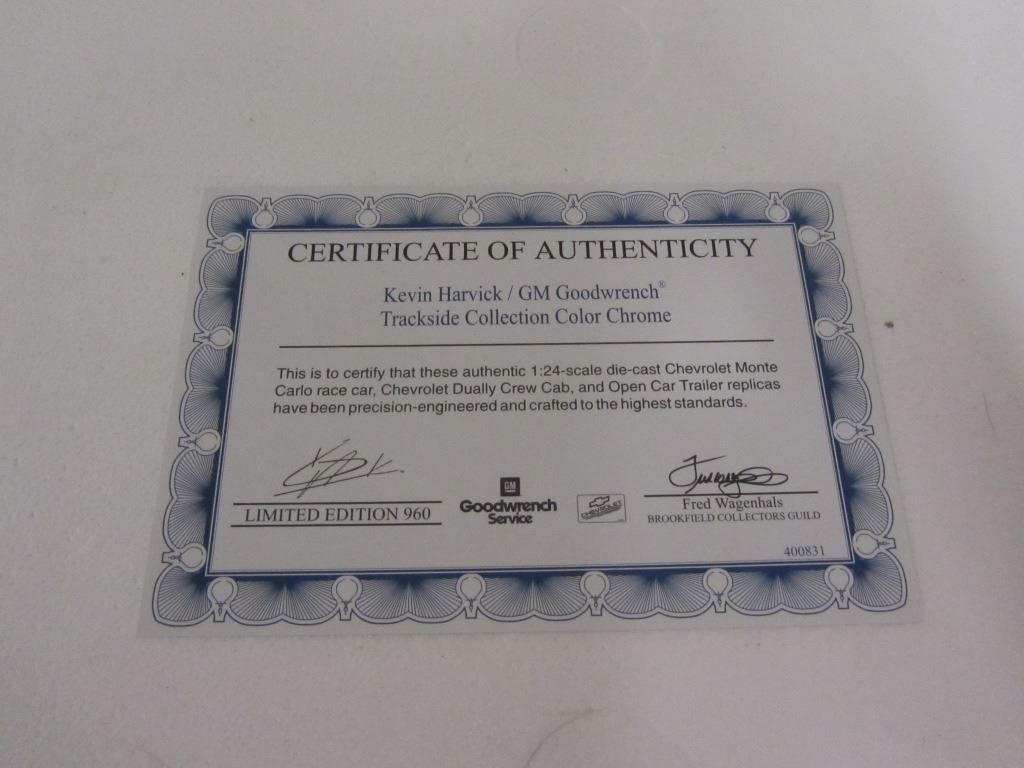 CERTIFICATE OF AUTHENTICITY
Kevin Harvick / GM Goodwrench®
Trackside Collection Color Chrome
This is to certify that these authentic 1:24-scale die-cast Chevrolet Monte
Carlo race car, Chevrolet Dually Crew Cab, and Open Car Trailer replicas
have been precision-engineered and crafted to the highest standards.
LIMITED EDITION 960
GM
Goodwrench
Service
CHEVROLET
Fred Wagenhals
BROOKFIELD COLLECTORS GUILD
400831